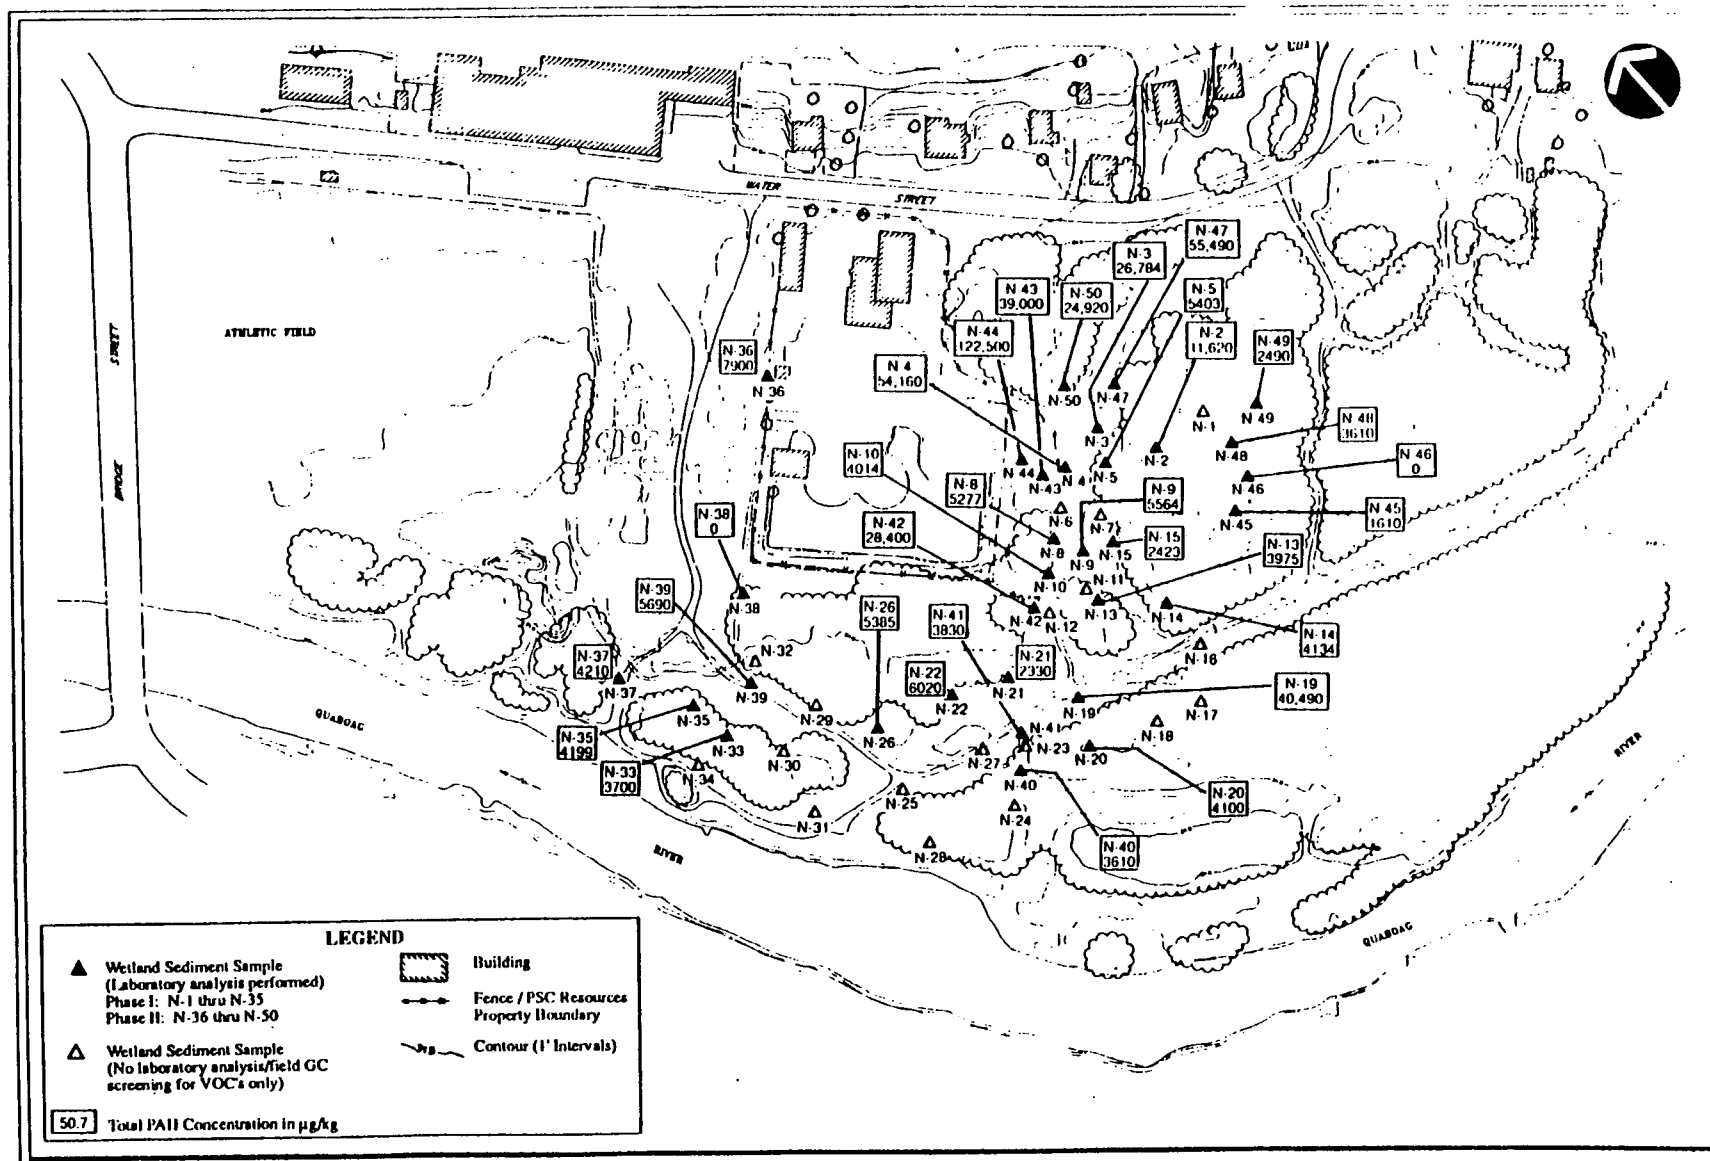 WATER
STREET
N-47
55,490
N-3
26,784
N-5
5403
N-43
39,000
N-50
24,920
N-2
11,620
N-44
122,500
N-49
2490
N-36
7900
N-4
54,160
ATHLETIC FIELD
STREET
BRIDGE
N-36
N-50
N-47
N-1
N-49
N-48
3610
N-3
N-2
N-48
N-10
4014
N-44
N-43
N-4
N-5
N-46
0
N-46
N-8
5277
N-9
5564
N-38
0
N-42
28,400
N-6
N-7
N-45
N-45
1610
N-8
N-15
N-15
2423
N-13
3975
N-9
N-10
N-11
N-39
5690
N-38
N-26
5385
N-41
3830
N-42
N-12
N-13
N-14
N-14
4134
N-37
4210
N-32
N-22
6020
N-21
2330
N-16
N-37
N-39
N-21
N-19
40,490
QUABOAG
N-35
N-29
N-22
N-19
N-17
N-35
4199
N-33
N-26
N-41
N-18
N-23
N-20
RIVER
N-33
3700
N-34
N-30
N-27
N-40
N-25
N-20
4100
N-31
N-24
N-28
N-40
3610
RIVER
QUABOAG
LEGEND
Wetland Sediment Sample
(Laboratory analysis performed)
Phase I: N-1 thru N-35
Phase II: N-36 thru N-50
Wetland Sediment Sample
(No laboratory analysis/field GC
screening for VOC's only)
50.7 Total PAH Concentration in µg/kg
Building
Fence / PSC Resources
Property Boundary
Contour (1' Intervals)